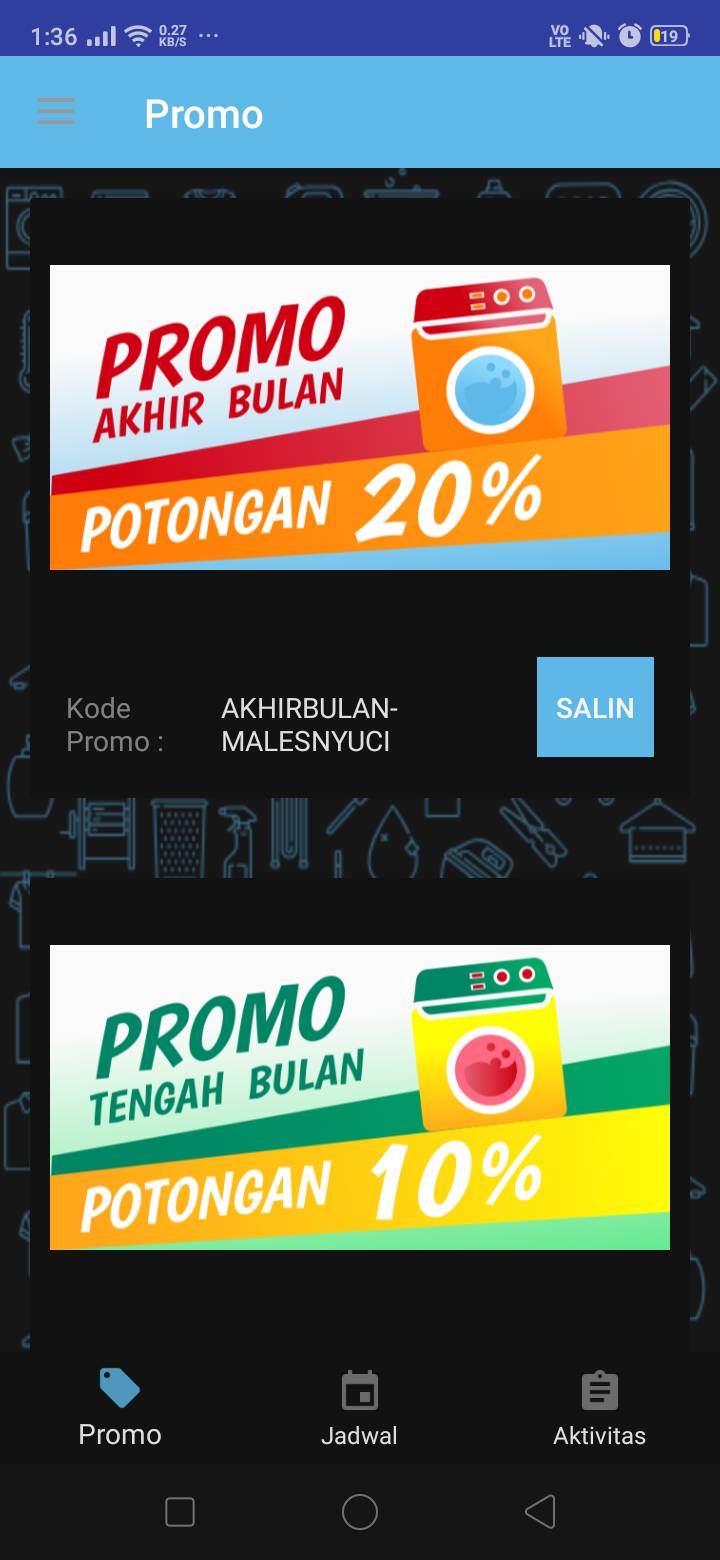 1:36 0.27 KB/S ... VO LTE 19
Promo
PROMO
AKHIR BULAN
POTONGAN 20%
Kode Promo :
AKHIRBULAN-
MALESNYUCI
SALIN
PROMO
TENGAH BULAN
POTONGAN 10%
Promo Jadwal Aktivitas